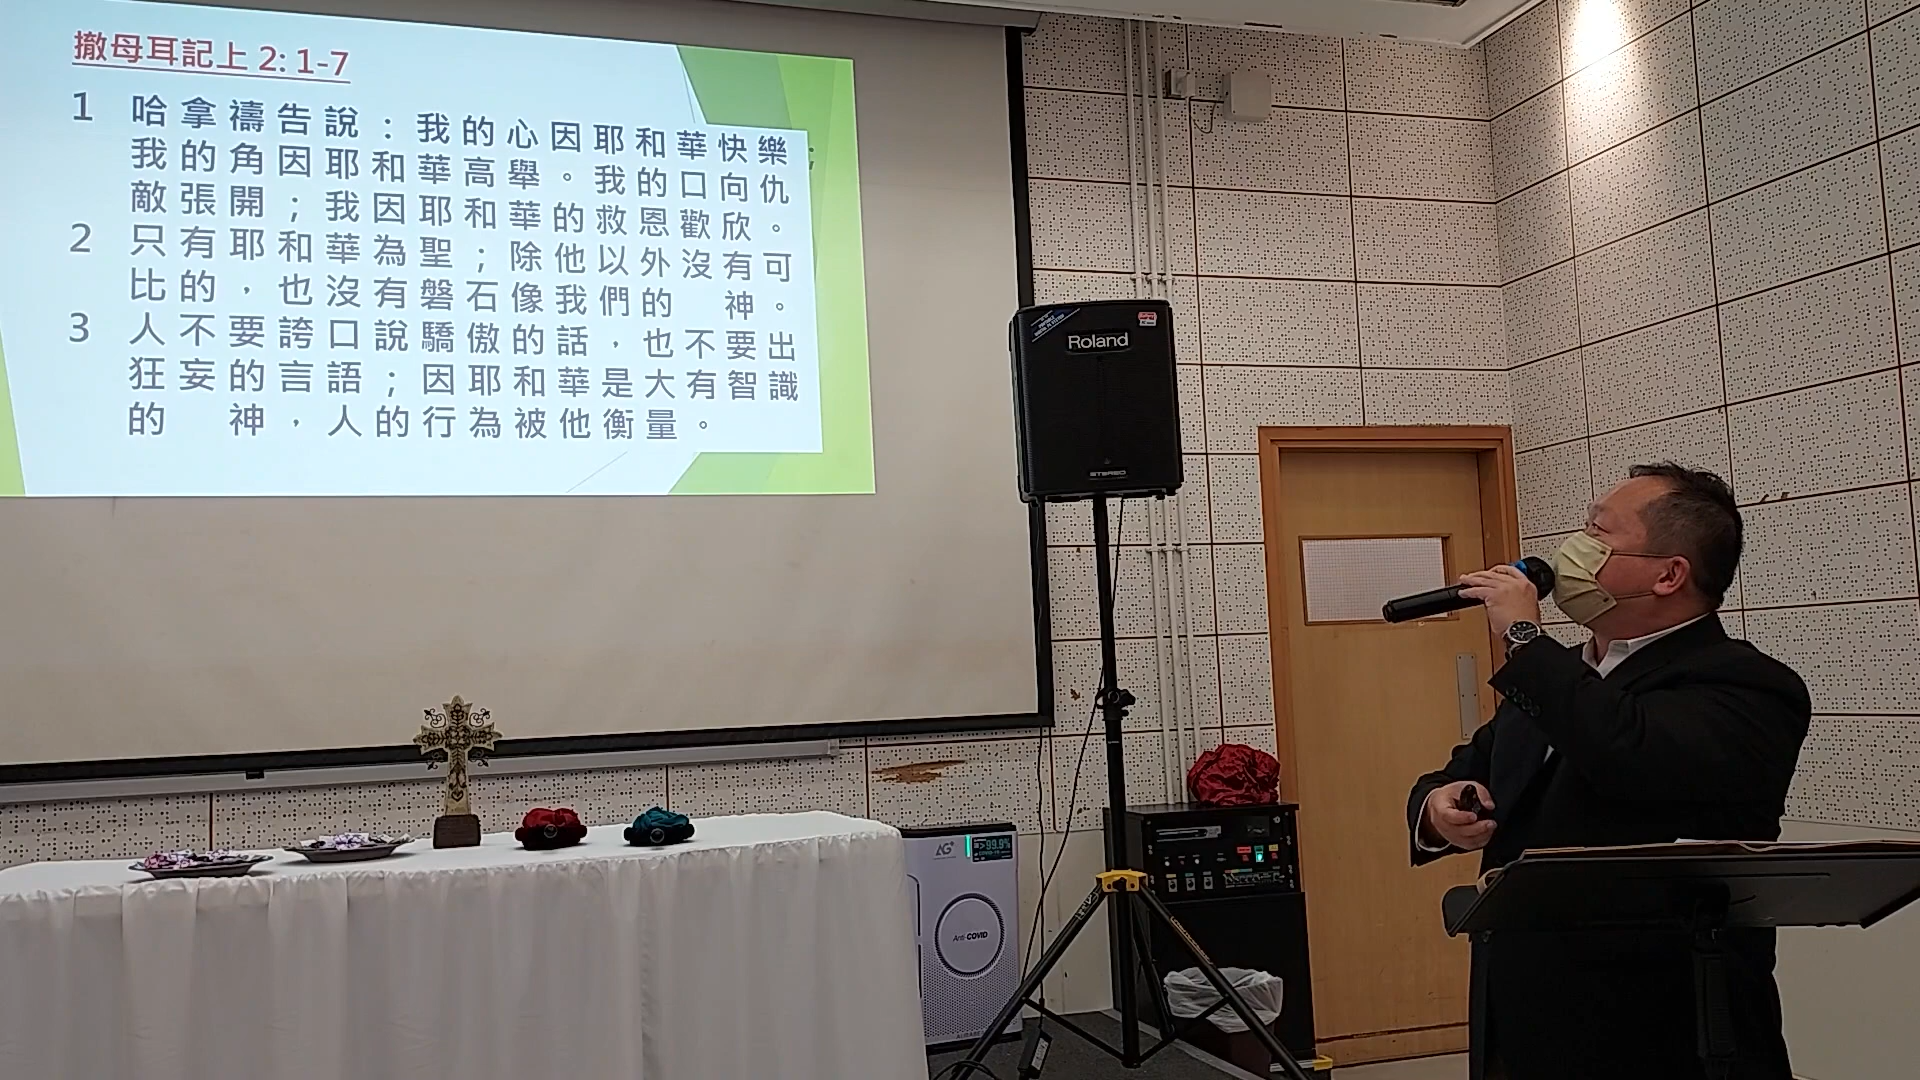 撒母耳記上 2: 1-7
1 哈拿禱告說：我的心因耶和華快樂
我的角因耶和華高舉。我的口向仇
敵張開；我因耶和華的救恩歡欣。
2 只有耶和華為聖；除他以外沒有可
比的，也沒有磐石像我們的　神。
3 人不要誇口說驕傲的話，也不要出
狂妄的言語；因耶和華是大有智識
的　神，人的行為被他衡量。
；
Roland
STEREO
AG+
>99.9%
Anti-COVID